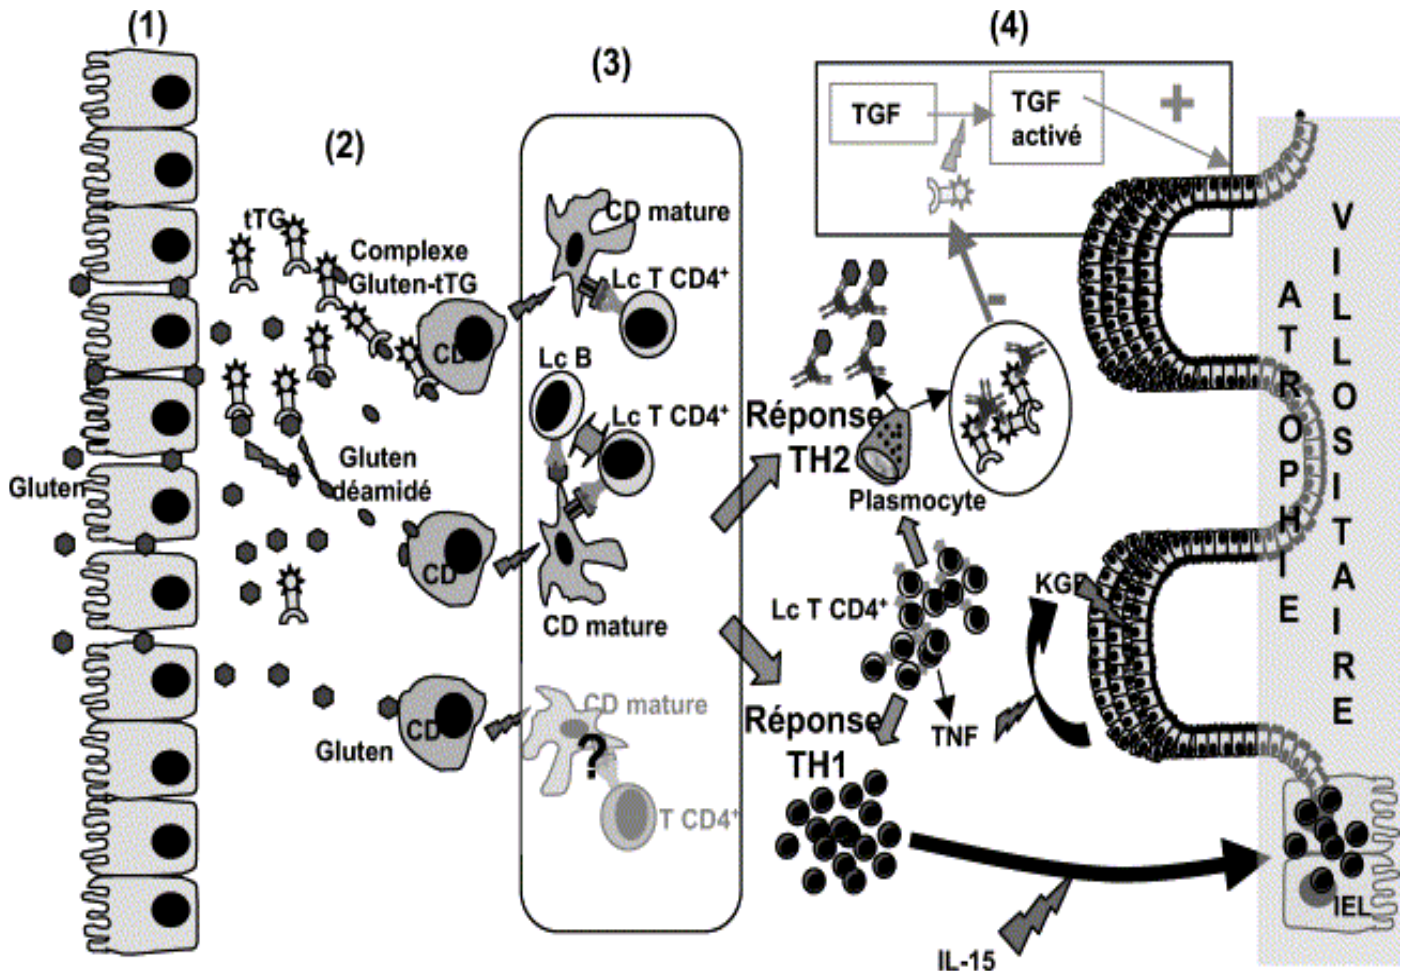 (1)
(2)
(3)
(4)
tTG
Complexe
Gluten-tTG
CD
Gluten
déamidé
Gluten
CD
Gluten
CD
CD mature
Lc T CD4⁺
Lc B
Lc T CD4⁺
CD mature
CD mature
?
T CD4⁺
TGF
TGF
activé
+
-
Réponse
TH2
Plasmocyte
Lc T CD4⁺
TNF
KGF
Réponse
TH1
IL-15
IEL
ATROPHIE
VILLOSITAIRE